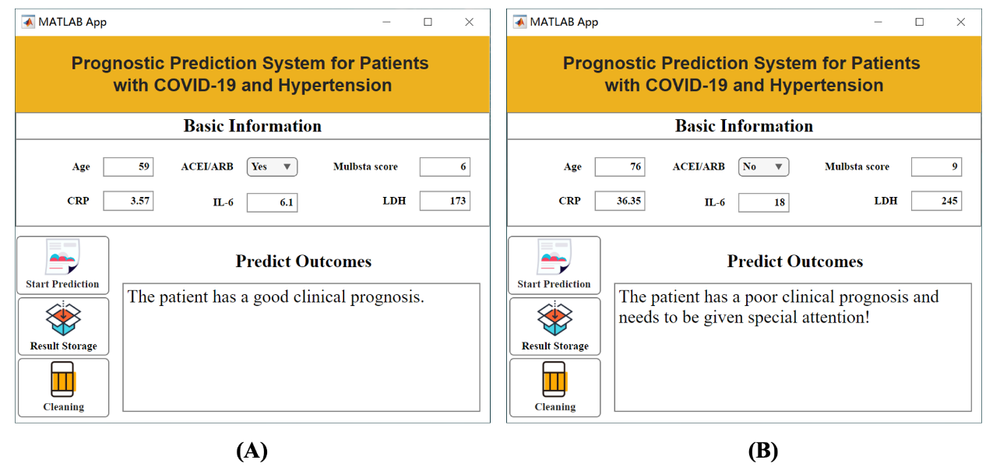 MATLAB App
Prognostic Prediction System for Patients
with COVID-19 and Hypertension
Basic Information
Age 59 ACEI/ARB Yes Mulbsta score 6
CRP 3.57 IL-6 6.1 LDH 173
Start Prediction
Result Storage
Cleaning
Predict Outcomes
The patient has a good clinical prognosis.
(A)
MATLAB App
Prognostic Prediction System for Patients
with COVID-19 and Hypertension
Basic Information
Age 76 ACEI/ARB No Mulbsta score 9
CRP 36.35 IL-6 18 LDH 245
Start Prediction
Result Storage
Cleaning
Predict Outcomes
The patient has a poor clinical prognosis and
needs to be given special attention!
(B)